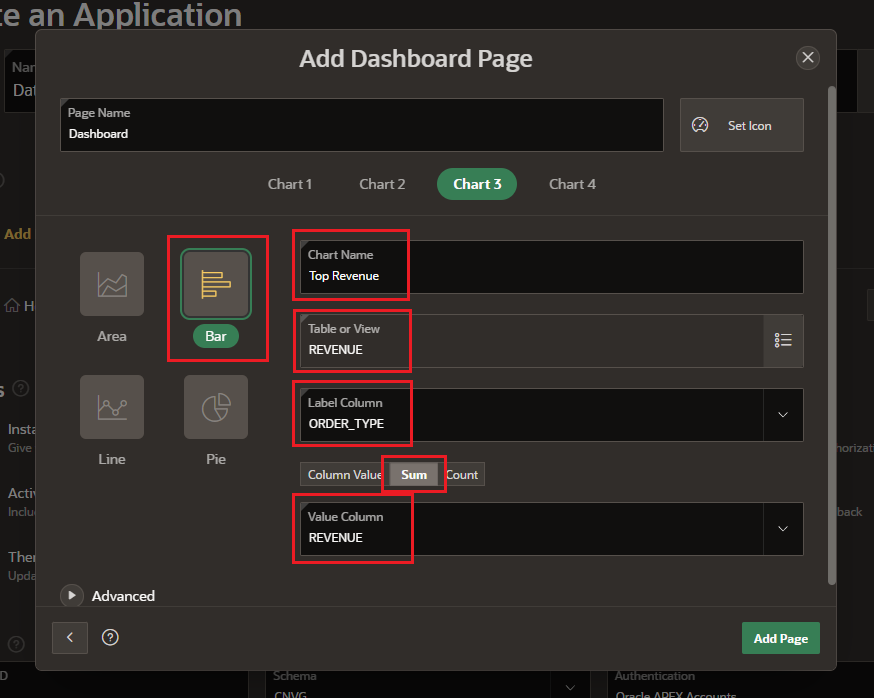 te an Application
Nar
Dat
Add Dashboard Page
Page Name
Dashboard
Set Icon
Chart 1 Chart 2 Chart 3 Chart 4
Add
H
Area
Bar
Line
Pie
Chart Name
Top Revenue
Table or View
REVENUE
Label Column
ORDER_TYPE
Column Value Sum Count
Value Column
REVENUE
s
Insta
Give
horizat
Activ
Inclu
back
Ther
Upda
Advanced
Add Page
D
Schema
CNVG
Authentication
Oracle APEX Accounts